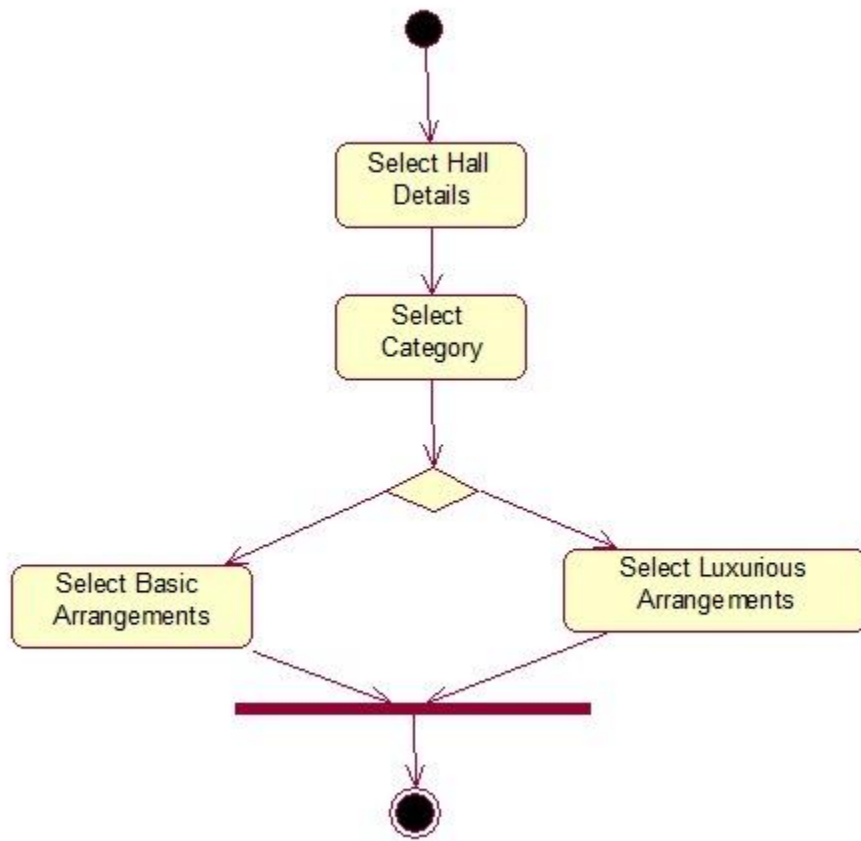 Select Hall
Details
Select
Category
Select Basic
Arrangements
Select Luxurious
Arrangements